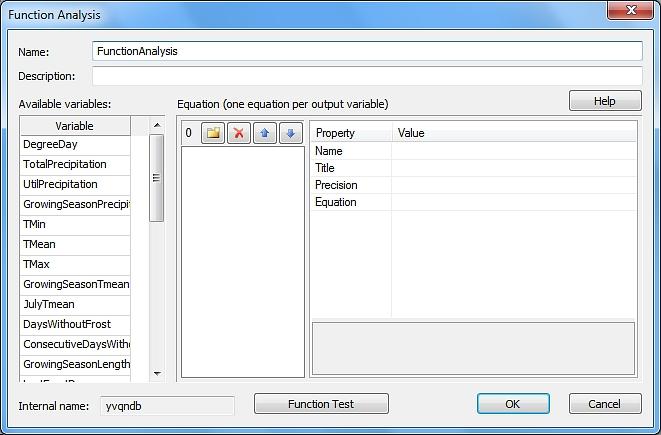 Function Analysis
Name: FunctionAnalysis
Description:
Available variables:
Equation (one equation per output variable)
Help
Variable
DegreeDay
TotalPrecipitation
UtilPrecipitation
GrowingSeasonPrecipit
TMin
TMean
TMax
GrowingSeasonTmean
JulyTmean
DaysWithoutFrost
ConsecutiveDaysWitho
GrowingSeasonLength
0
Property Value
Name
Title
Precision
Equation
Internal name: yvqndb
Function Test
OK
Cancel